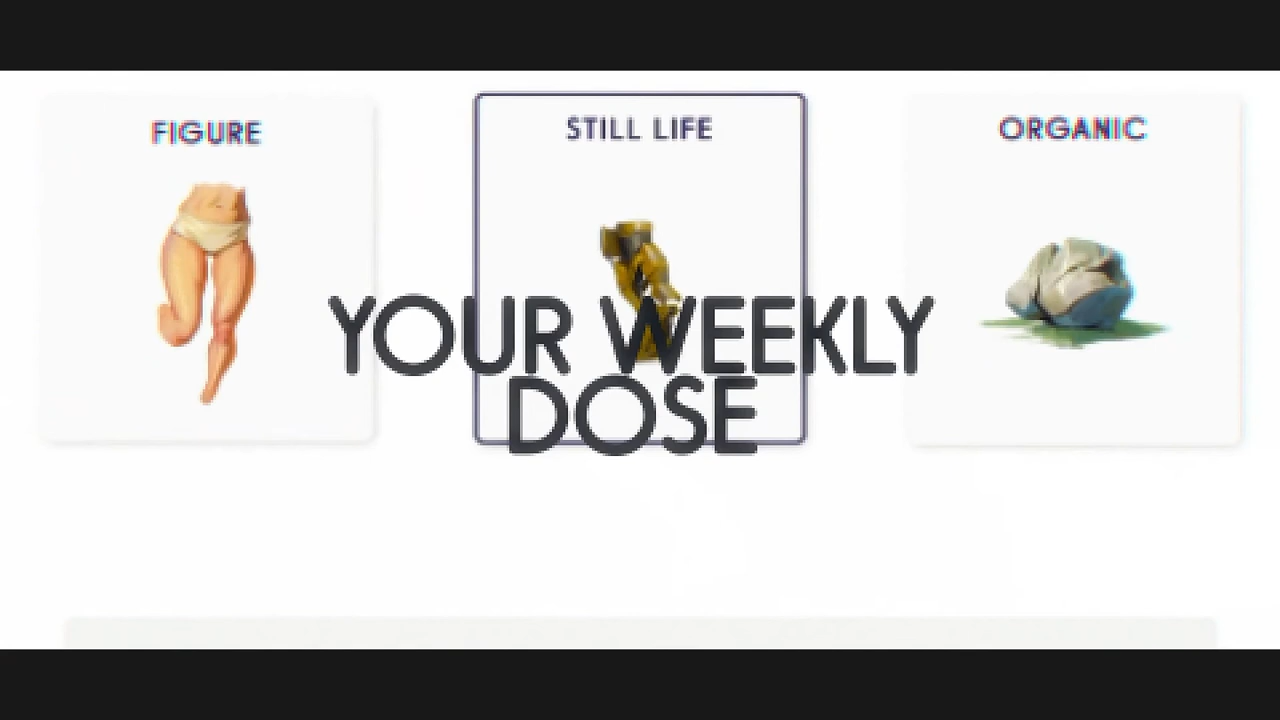 FIGURE
STILL LIFE
ORGANIC
YOUR WEEKLY
DOSE